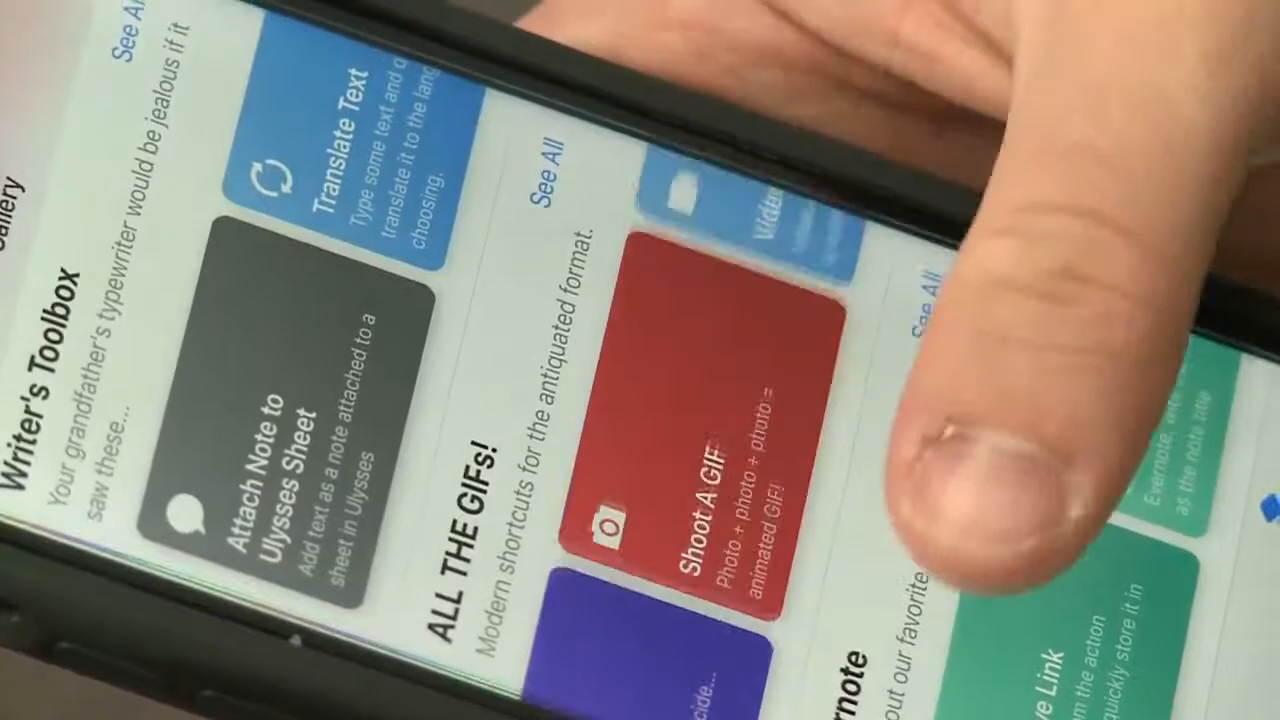 See All
Writer's Toolbox
Your grandfather's typewriter would be jealous if it
saw these...
Attach Note to
Ulysses Sheet
Add text as a note attached to a
sheet in Ulysses
Translate Text
Type some text and
translate it to the
choosing.
ALL THE GIFs!
See All
Modern shortcuts for the antiquated format.
Shoot A GIF
Photo + photo + photo =
animated GIF!
See All
out our favorite
Link
the action
quickly store it in
Evernote,
as the note title